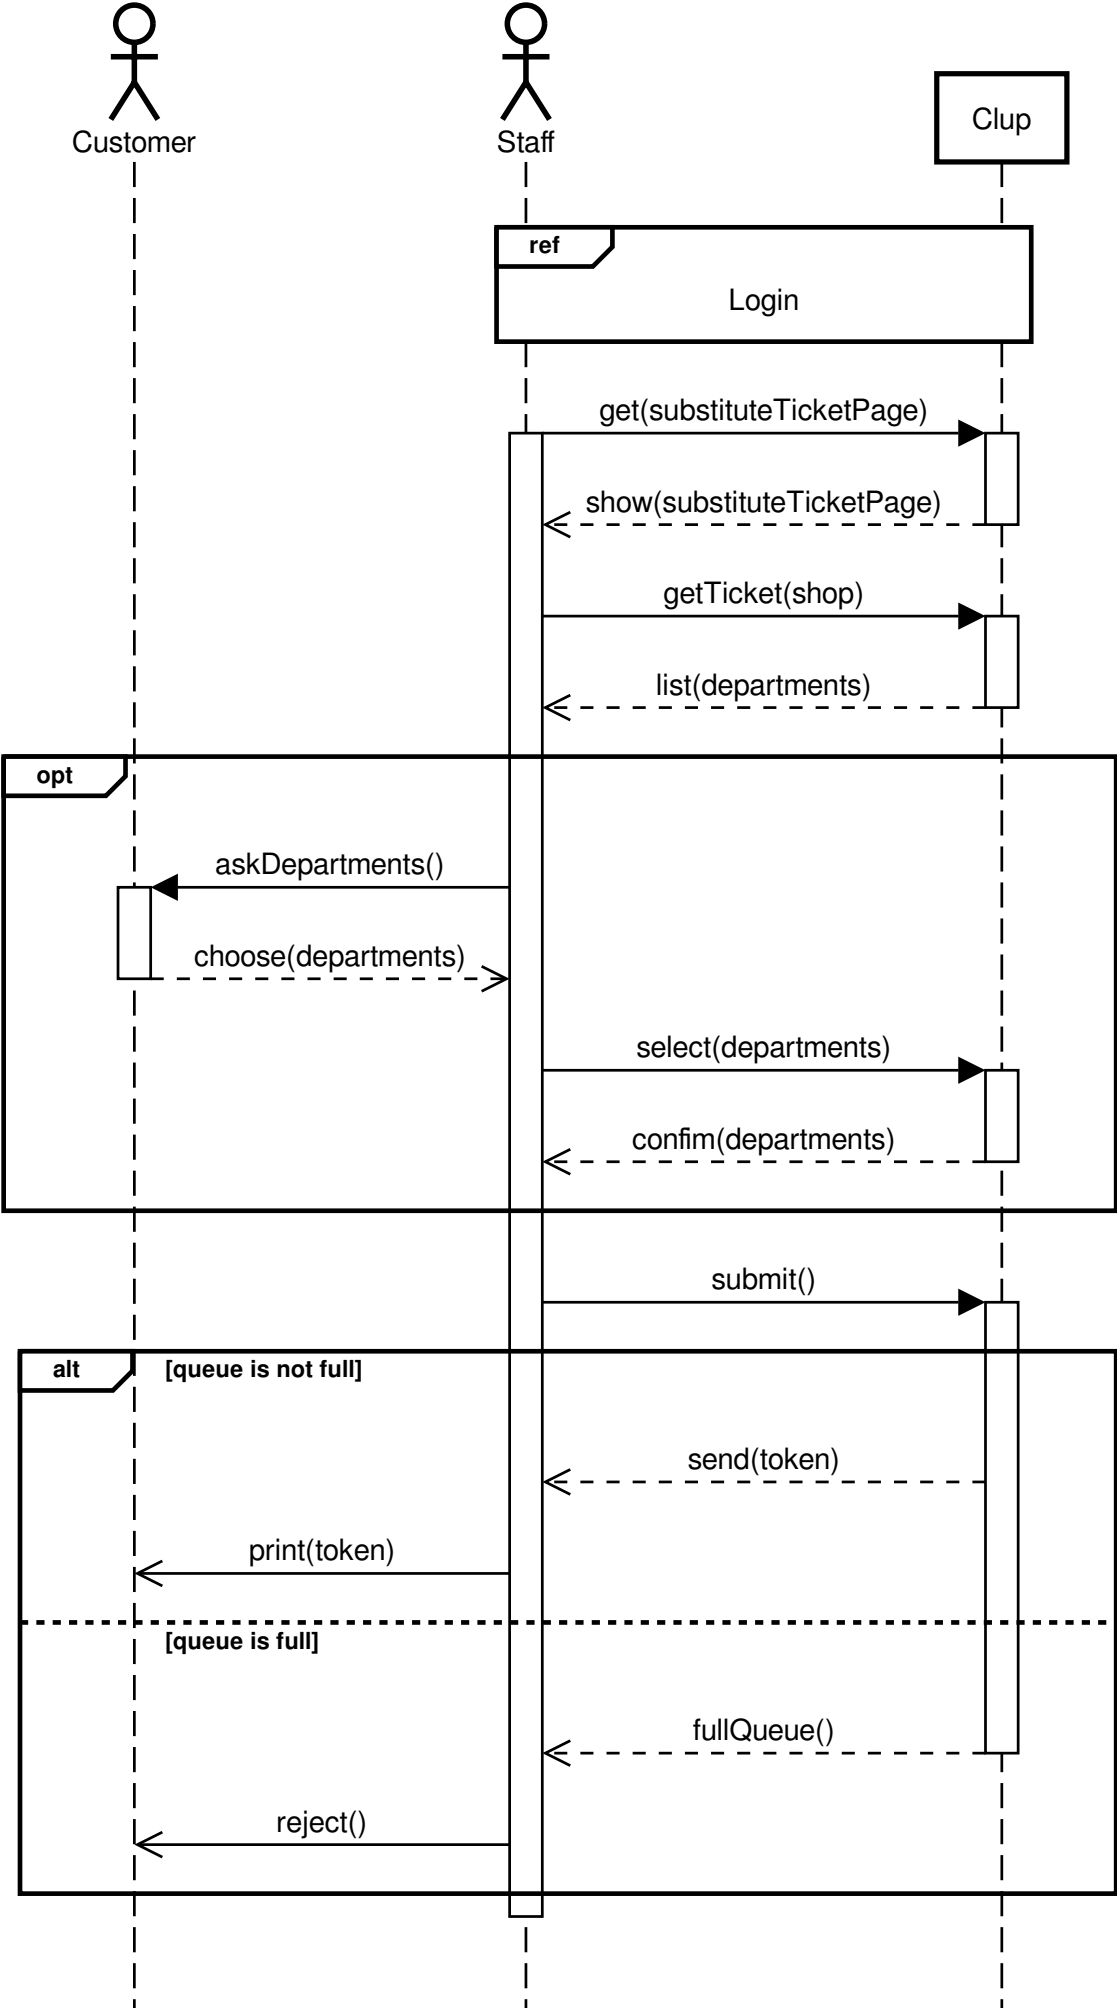 Customer
Staff
Clup
ref
Login
get(substituteTicketPage)
show(substituteTicketPage)
getTicket(shop)
list(departments)
opt
askDepartments()
choose(departments)
select(departments)
confim(departments)
submit()
alt [queue is not full]
send(token)
print(token)
[queue is full]
fullQueue()
reject()